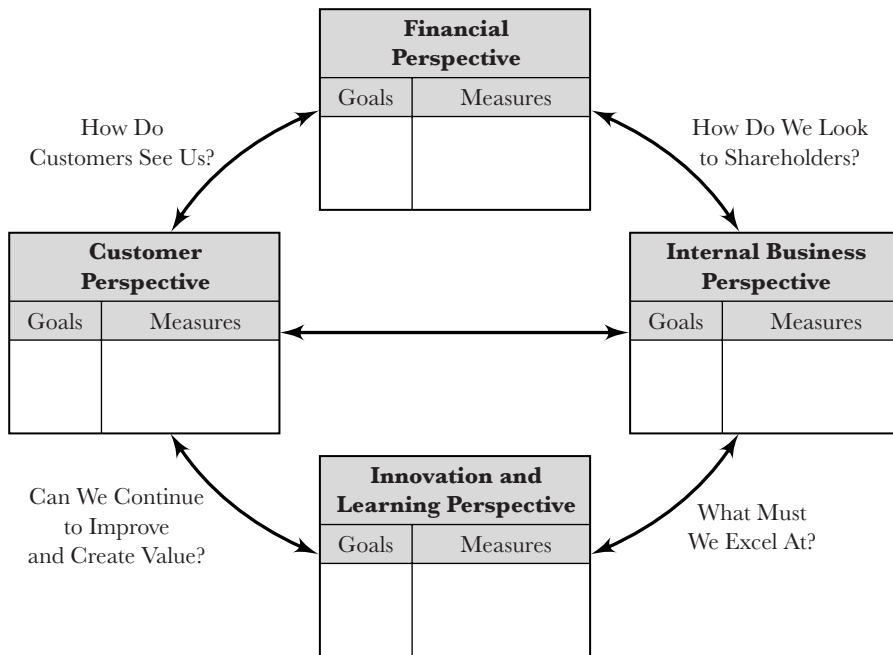 Financial
Perspective
Goals Measures
How Do
Customers See Us?
How Do We Look
to Shareholders?
Customer
Perspective
Goals Measures
Internal Business
Perspective
Goals Measures
Can We Continue
to Improve
and Create Value?
Innovation and
Learning Perspective
Goals Measures
What Must
We Excel At?